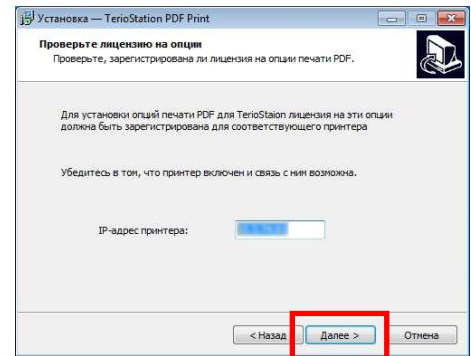 Установка — TerioStation PDF Print
Проверьте лицензию на опции
Проверьте, зарегистрирована ли лицензия на опции печати PDF.
Для установки опций печати PDF для TerioStaion лицензия на эти опции
должна быть зарегистрирована для соответствующего принтера
Убедитесь в том, что принтер включен и связь с ним возможна.
IP-адрес принтера:
< Назад Далее > Отмена